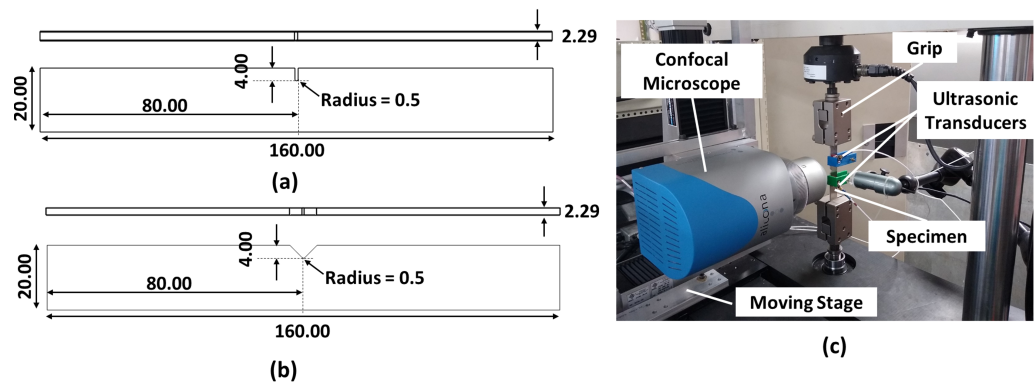 2.29
20.00
4.00
Radius = 0.5
80.00
160.00
(a)
2.29
20.00
4.00
Radius = 0.5
80.00
160.00
(b)
Confocal
Microscope
Grip
Ultrasonic
Transducers
alicona
Specimen
Moving Stage
(c)